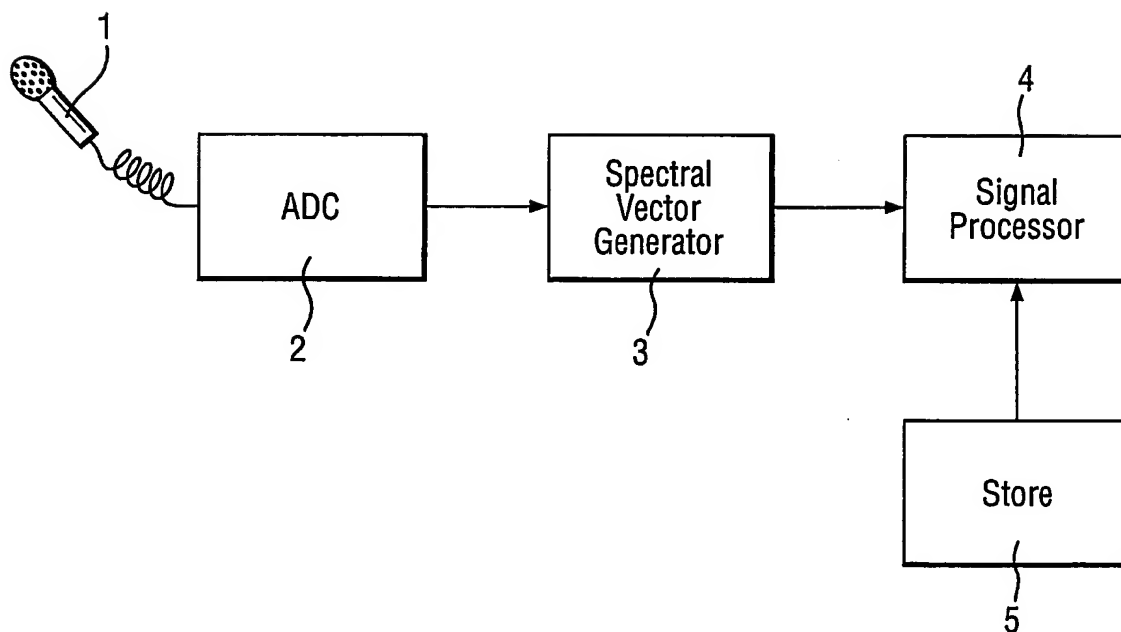 1
ADC
2
Spectral
Vector
Generator
3
4
Signal
Processor
Store
5